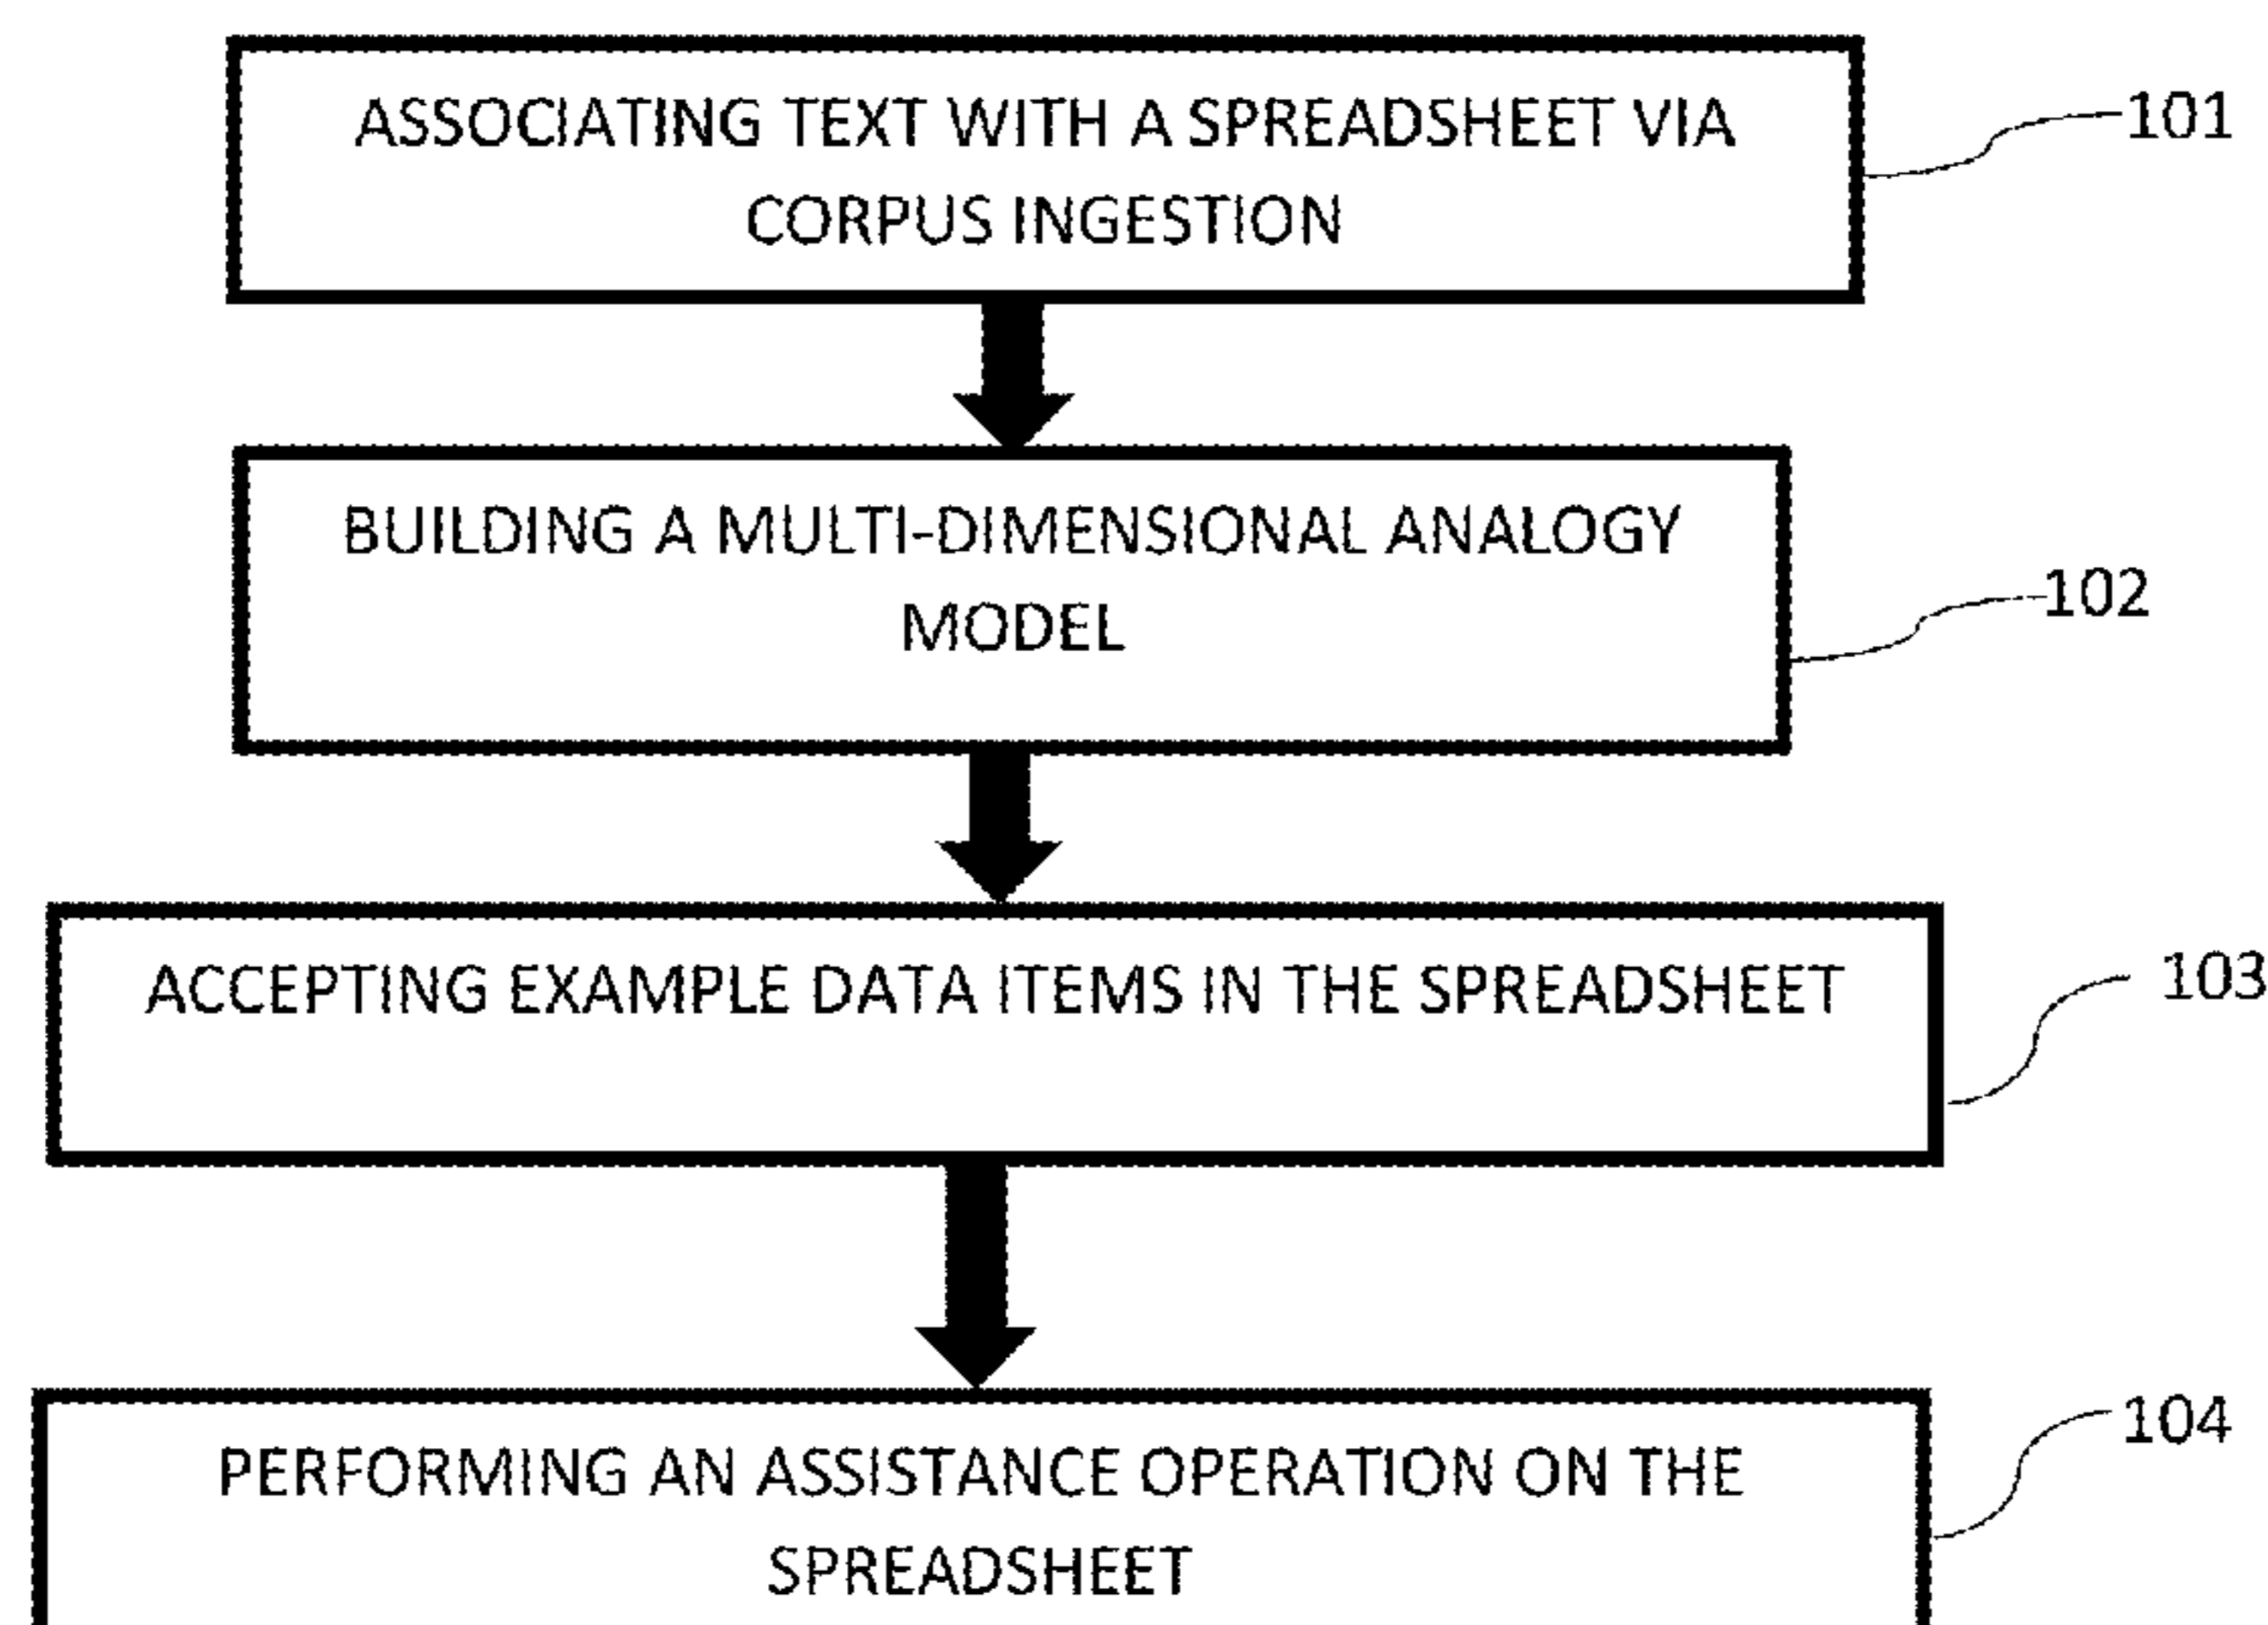 ASSOCIATING TEXT WITH A SPREADSHEET VIA
CORPUS INGESTION
101
BUILDING A MULTI-DIMENSIONAL ANALOGY
MODEL
102
ACCEPTING EXAMPLE DATA ITEMS IN THE SPREADSHEET
103
PERFORMING AN ASSISTANCE OPERATION ON THE
SPREADSHEET
104